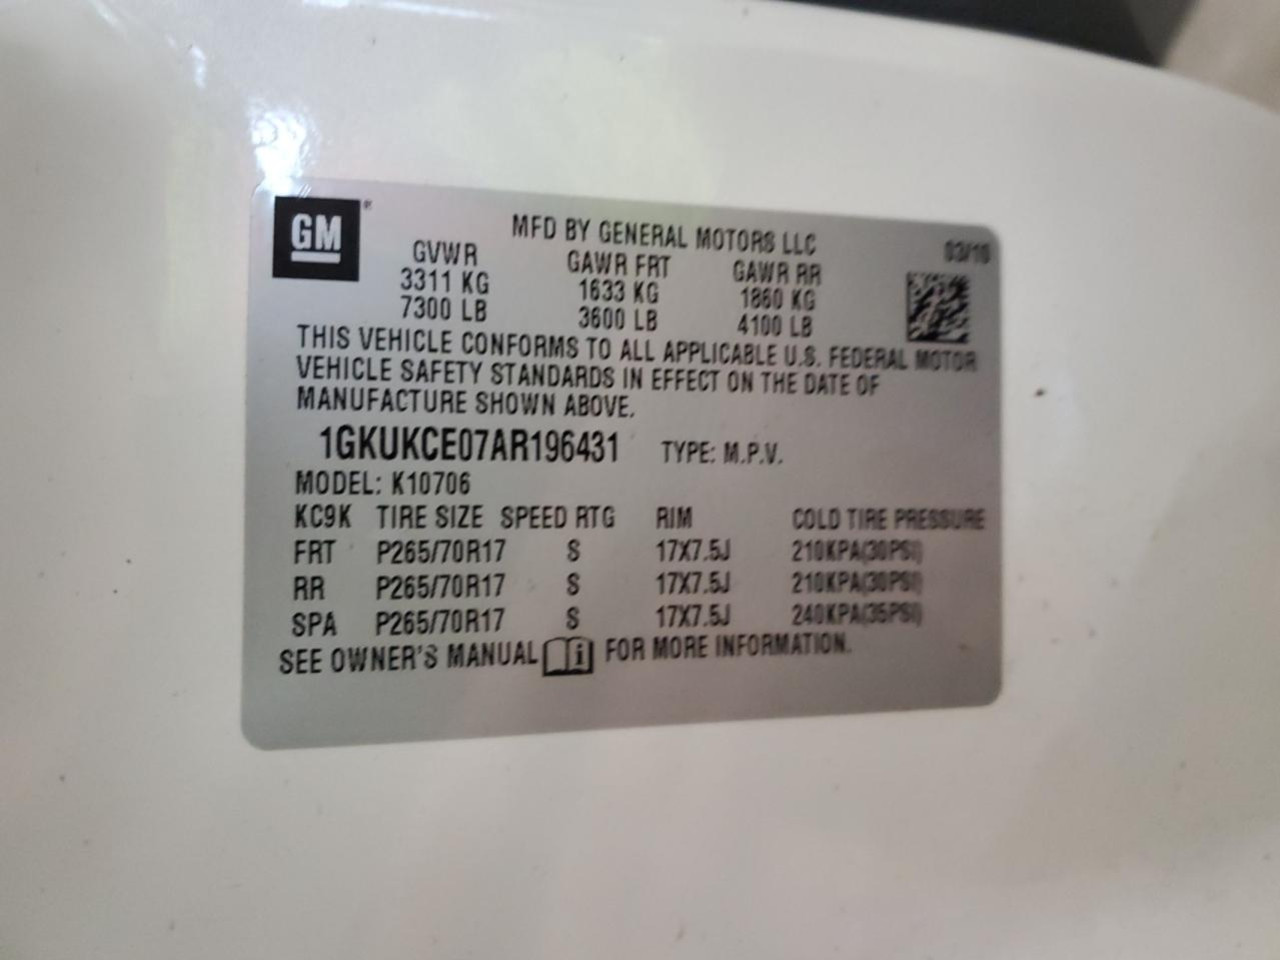 GM®
MFD BY GENERAL MOTORS LLC 03/10
GVWR GAWR FRT GAWR RR
3311 KG 1633 KG 1860 KG
7300 LB 3600 LB 4100 LB
THIS VEHICLE CONFORMS TO ALL APPLICABLE U.S. FEDERAL MOTOR
VEHICLE SAFETY STANDARDS IN EFFECT ON THE DATE OF
MANUFACTURE SHOWN ABOVE.
1GKUKCE07AR196431 TYPE: M.P.V.
MODEL: K10706
KC9K TIRE SIZE SPEED RTG RIM COLD TIRE PRESSURE
FRT P265/70R17 S 17X7.5J 210KPA(30PSI)
RR P265/70R17 S 17X7.5J 210KPA(30PSI)
SPA P265/70R17 S 17X7.5J 240KPA(35PSI)
SEE OWNER'S MANUAL FOR MORE INFORMATION.